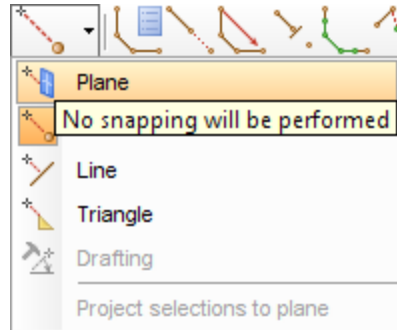 Plane
No snapping will be performed
Line
Triangle
Drafting
Project selections to plane